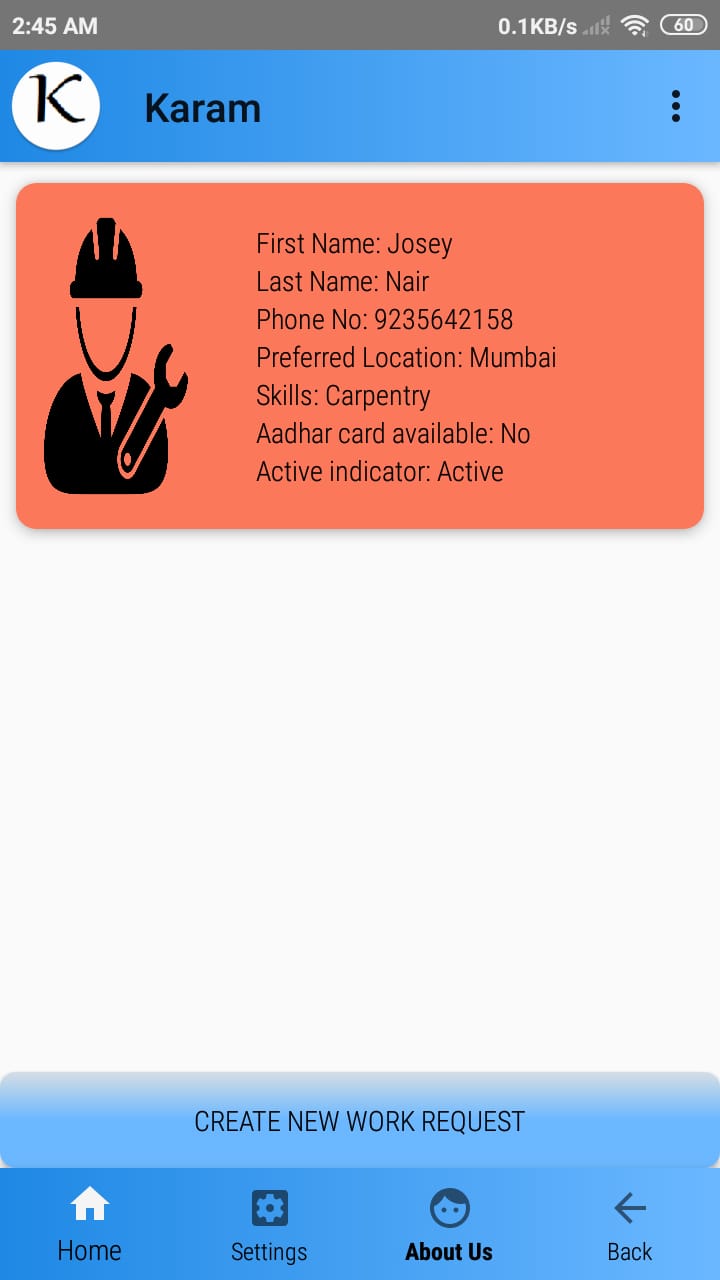 2:45 AM
0.1KB/s
60
K
Karam
First Name: Josey
Last Name: Nair
Phone No: 9235642158
Preferred Location: Mumbai
Skills: Carpentry
Aadhar card available: No
Active indicator: Active
CREATE NEW WORK REQUEST
Home
Settings
About Us
Back